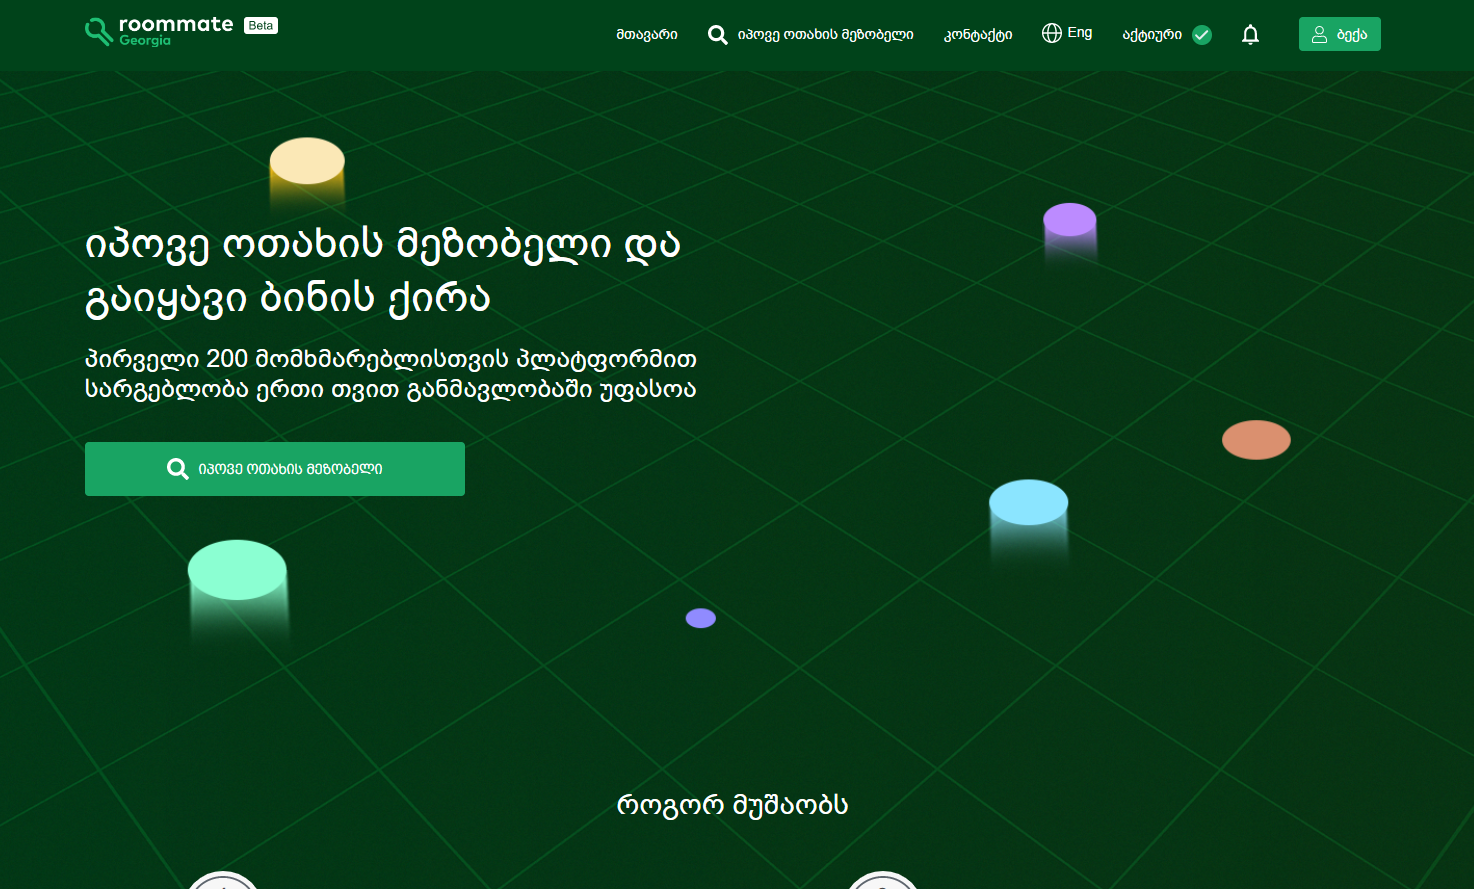 roommate Beta
Georgia
მთავარი
იპოვე ოთახის მეზობელი
კონტაქტი
Eng
აქტიური
ბექა
იპოვე ოთახის მეზობელი და
გაიყავი ბინის ქირა
პირველი 200 მომხმარებლისთვის პლატფორმით
სარგებლობა ერთი თვით განმავლობაში უფასოა
იპოვე ოთახის მეზობელი
როგორ მუშაობს